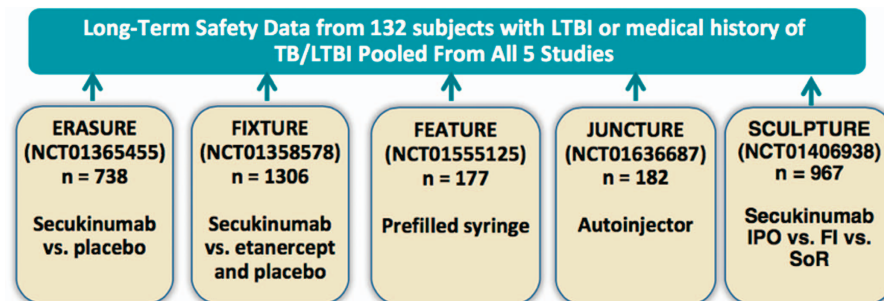 Long-Term Safety Data from 132 subjects with LTBI or medical history of
TB/LTBI Pooled From All 5 Studies
ERASURE
(NCT01365455)
n = 738
Secukinumab
vs. placebo
FIXTURE
(NCT01358578)
n = 1306
Secukinumab
vs. etanercept
and placebo
FEATURE
(NCT01555125)
n = 177
Prefilled syringe
JUNCTURE
(NCT01636687)
n = 182
Autoinjector
SCULPTURE
(NCT01406938)
n = 967
Secukinumab
IPO vs. FI vs.
SoR